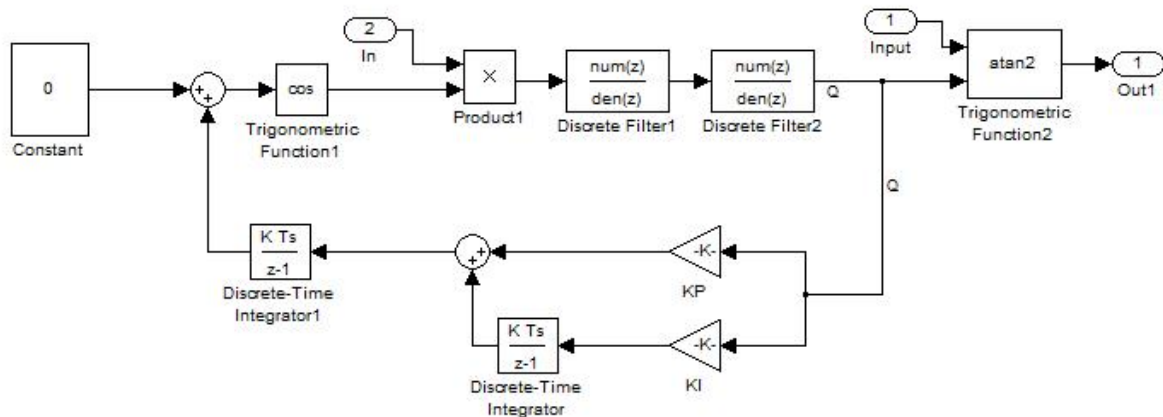 0
Constant
+
+
cos
Trigonometric
Function1
2
In
×
Product1
num(z)
den(z)
Discrete Filter1
num(z)
den(z)
Discrete Filter2
Q
1
Input
atan2
Trigonometric
Function2
1
Out1
Q
K Ts
z-1
Discrete-Time
Integrator1
+
+
-K-
KP
K Ts
z-1
Discrete-Time
Integrator
-K-
KI